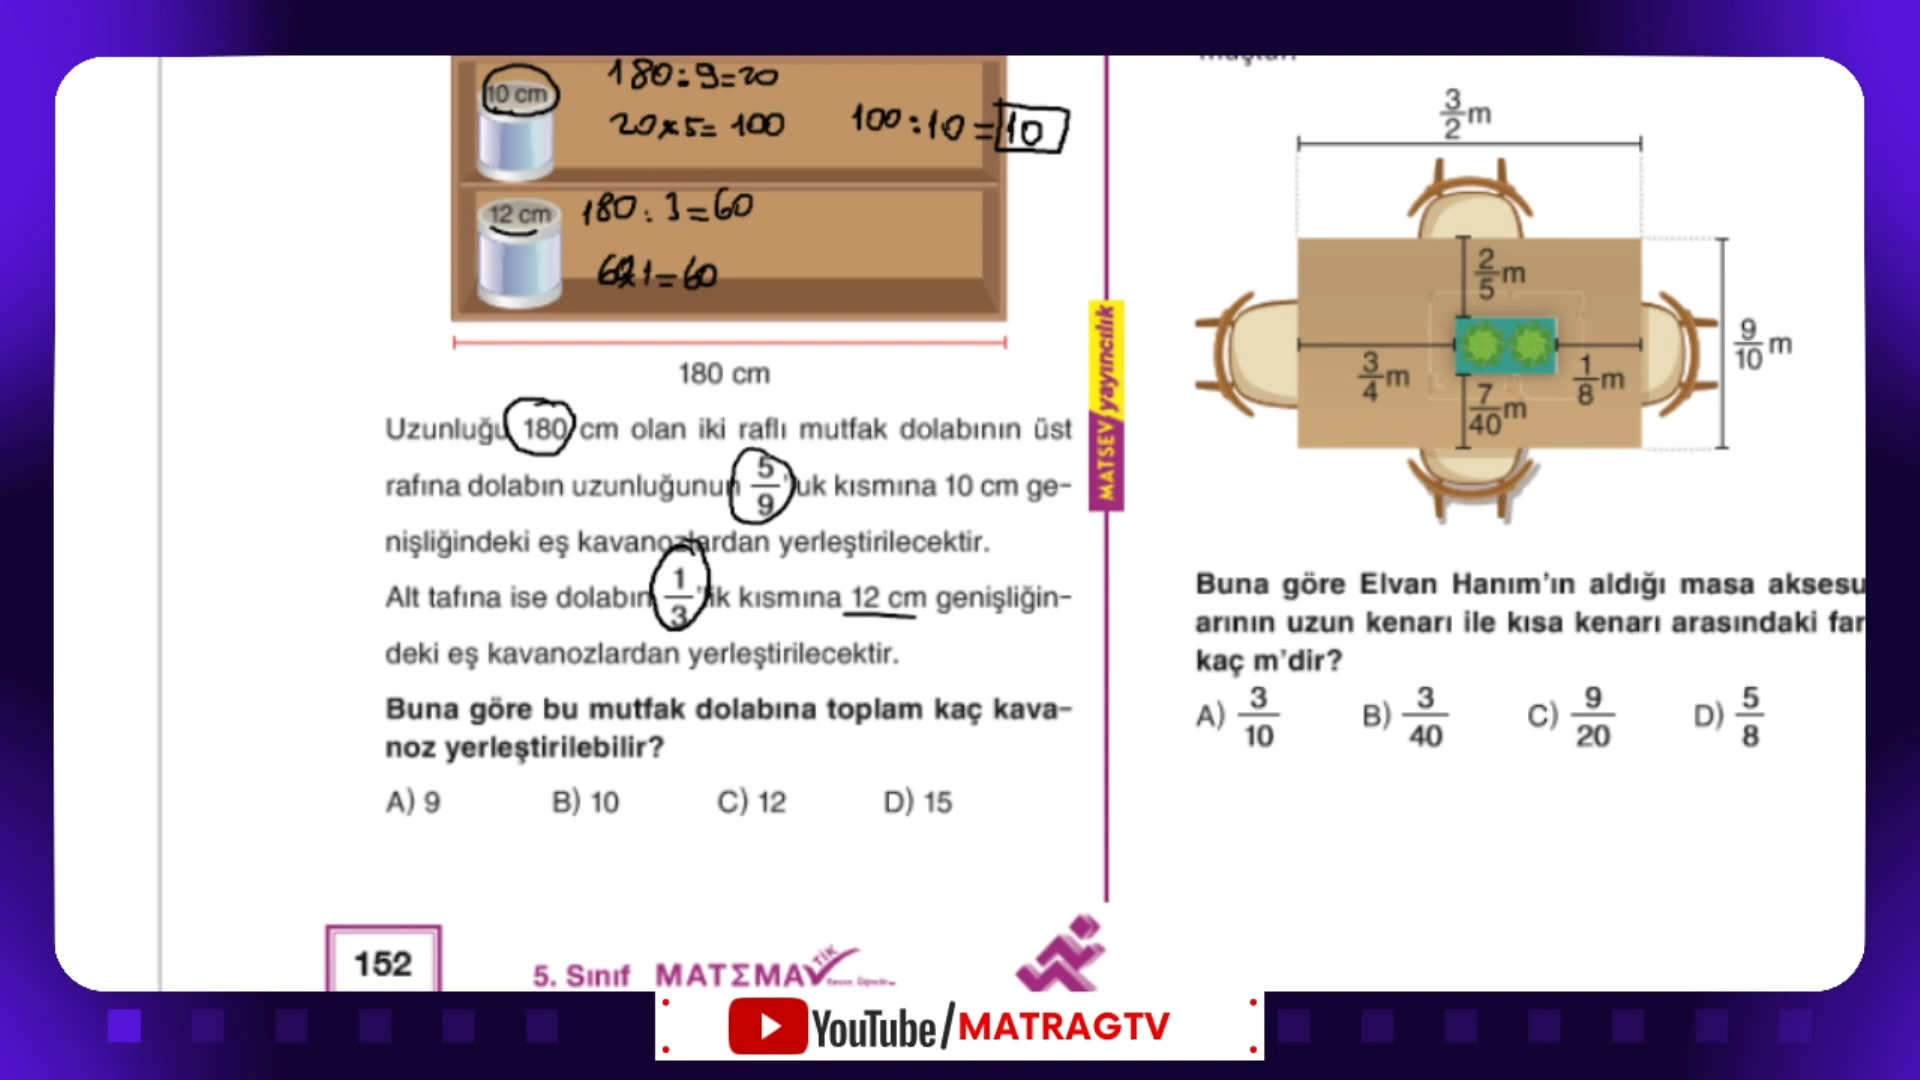 10 cm
180:9=20
20x5= 100
100:10=10
12 cm
180:3=60
60x1=60
180 cm
Uzunluğu 180 cm olan iki raflı mutfak dolabının üst
rafına dolabın uzunluğunun 5/9'uk kısmına 10 cm ge-
nişliğindeki eş kavanozlardan yerleştirilecektir.
Alt tafına ise dolabın 1/3'lik kısmına 12 cm genişliğin-
deki eş kavanozlardan yerleştirilecektir.
Buna göre bu mutfak dolabına toplam kaç kava-
noz yerleştirilebilir?
A) 9 B) 10 C) 12 D) 15
152
5. Sınıf MATΣMATİK
MATSEV yayıncılık
3/2 m
2/5 m
9/10 m
3/4 m
1/8 m
7/40 m
Buna göre Elvan Hanım'ın aldığı masa aksesu
arının uzun kenarı ile kısa kenarı arasındaki far
kaç m'dir?
A) 3/10 B) 3/40 C) 9/20 D) 5/8
YouTube/MATRAGTV